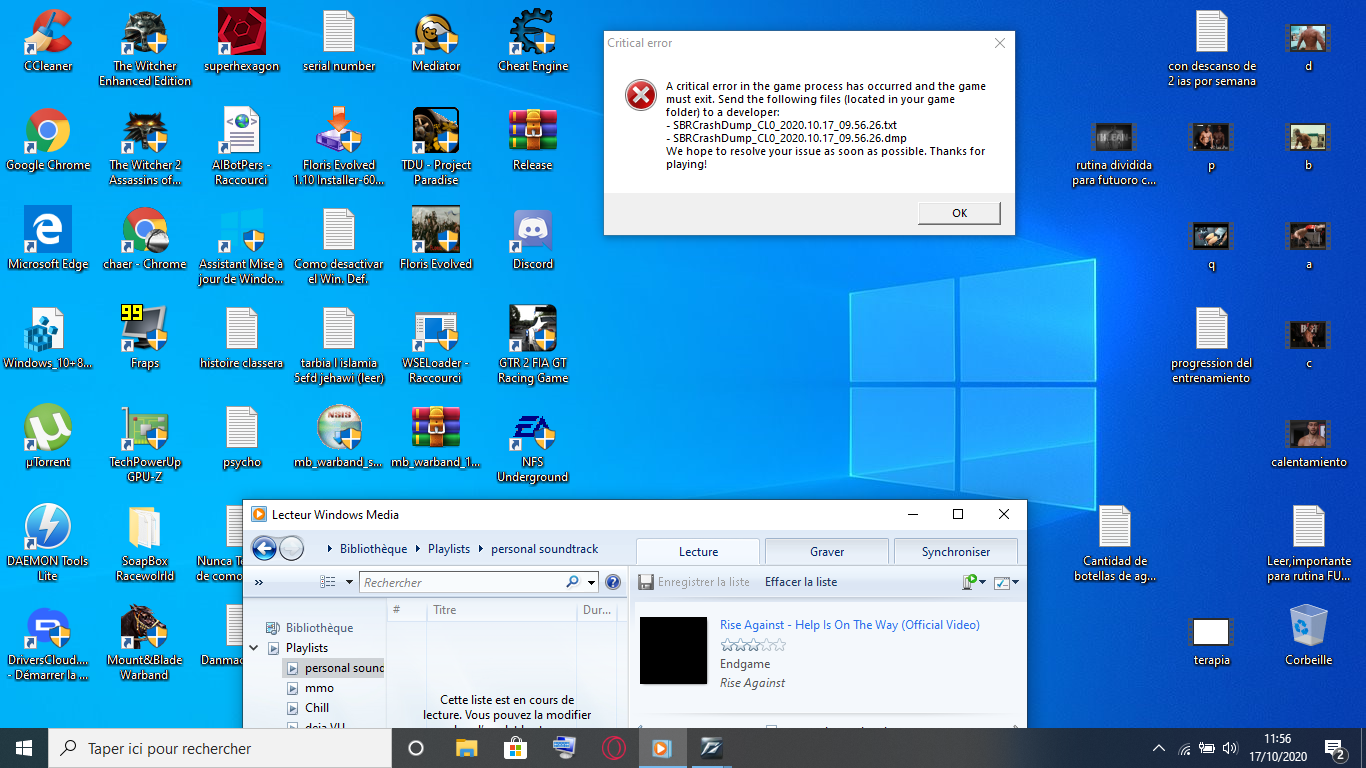 CCleaner
The Witcher
Enhanced Edition
superhexagon
serial number
Mediator
Cheat Engine
Google Chrome
The Witcher 2
Assassins of...
AIBotPers -
Raccourci
Floris Evolved
1.10 Installer-60...
TDU - Project
Paradise
Release
Microsoft Edge
chaer - Chrome
Assistant Mise à
jour de Windo...
Como desactivar
el Win. Def.
Floris Evolved
Discord
Windows_10+8...
99
Fraps
histoire classera
tarbia l islamia
5efd jehawi (leer)
WSELoader -
Raccourci
GTR 2 FIA GT
Racing Game
µTorrent
TechPowerUp
GPU-Z
psycho
NSIS
mb_warband_s...
mb_warband_1...
EA
NFS
Underground
DAEMON Tools
Lite
SoapBox
Racewolrld
Nunca T
de como
DriversCloud....
- Démarrer la ...
Mount&Blade
Warband
Danmac
Critical error
A critical error in the game process has occurred and the game
must exit. Send the following files (located in your game
folder) to a developer:
- SBRCrashDump_CL0_2020.10.17_09.56.26.txt
- SBRCrashDump_CL0_2020.10.17_09.56.26.dmp
We hope to resolve your issue as soon as possible. Thanks for
playing!
OK
con descanso de
2 ias por semana
d
rutina dividida
para futuoro c...
p
b
q
a
progression del
entrenamiento
c
calentamiento
Cantidad de
botellas de ag...
Leer,importante
para rutina FU...
terapia
Corbeille
Lecteur Windows Media
Bibliothèque
Playlists
personal soundtrack
Lecture
Graver
Synchroniser
»
Rechercher
Enregistrer la liste
Effacer la liste
#
Titre
Dur...
Bibliothèque
Playlists
personal sound
mmo
Chill
deja VU
Cette liste est en cours de
lecture. Vous pouvez la modifier
Rise Against - Help Is On The Way (Official Video)
Endgame
Rise Against
Taper ici pour rechercher
11:56
17/10/2020
2